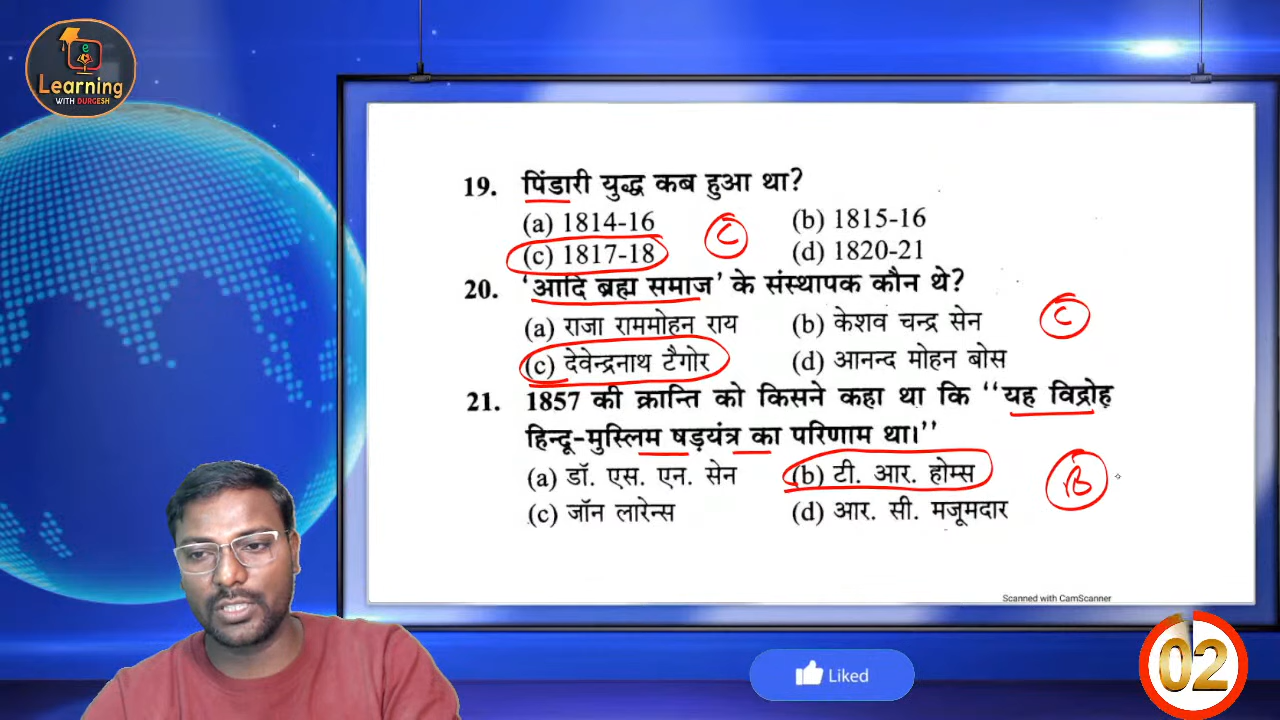 e
Learning
WITH DURGESH
19. पिंडारी युद्ध कब हुआ था?
(a) 1814-16 (b) 1815-16
(c) 1817-18 (d) 1820-21
C
20. 'आदि ब्रह्म समाज' के संस्थापक कौन थे?
(a) राजा राममोहन राय (b) केशव चन्द्र सेन
C
(c) देवेन्द्रनाथ टैगोर (d) आनन्द मोहन बोस
21. 1857 की क्रान्ति को किसने कहा था कि ''यह विद्रोह
हिन्दू-मुस्लिम षड़यंत्र का परिणाम था।''
(a) डॉ. एस. एन. सेन (b) टी. आर. होम्स
B
(c) जॉन लारेन्स (d) आर. सी. मजूमदार
Scanned with CamScanner
Liked
02